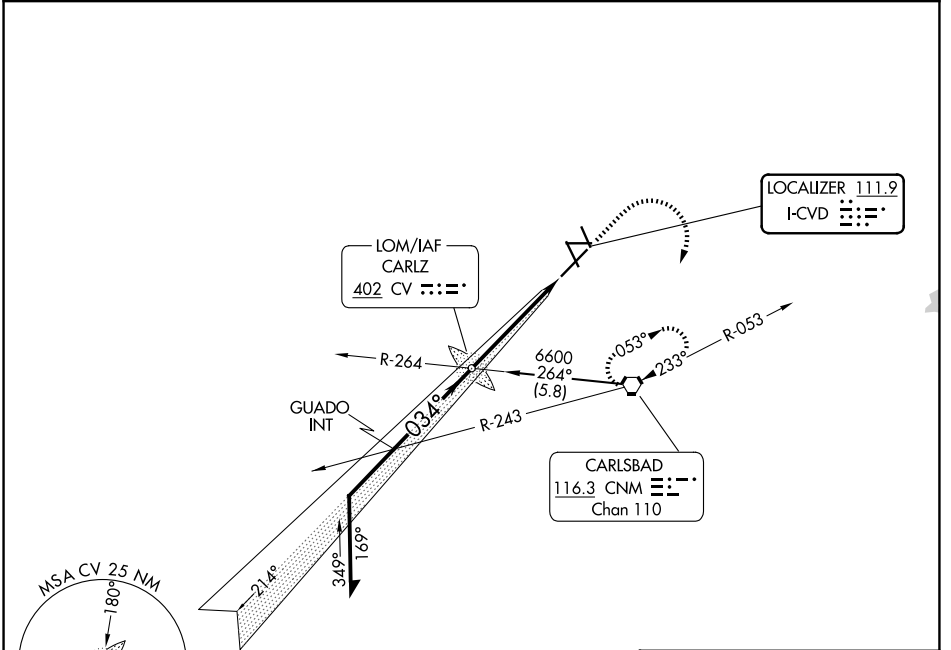 LOCALIZER 111.9
I-CVD
LOM/IAF
CARLZ
402 CV
R-264
6600
264°
(5.8)
053°
233°
R-053
GUADO
INT
034°
R-243
CARLSBAD
116.3 CNM
Chan 110
349°
169°
214°
MSA CV 25 NM
180°